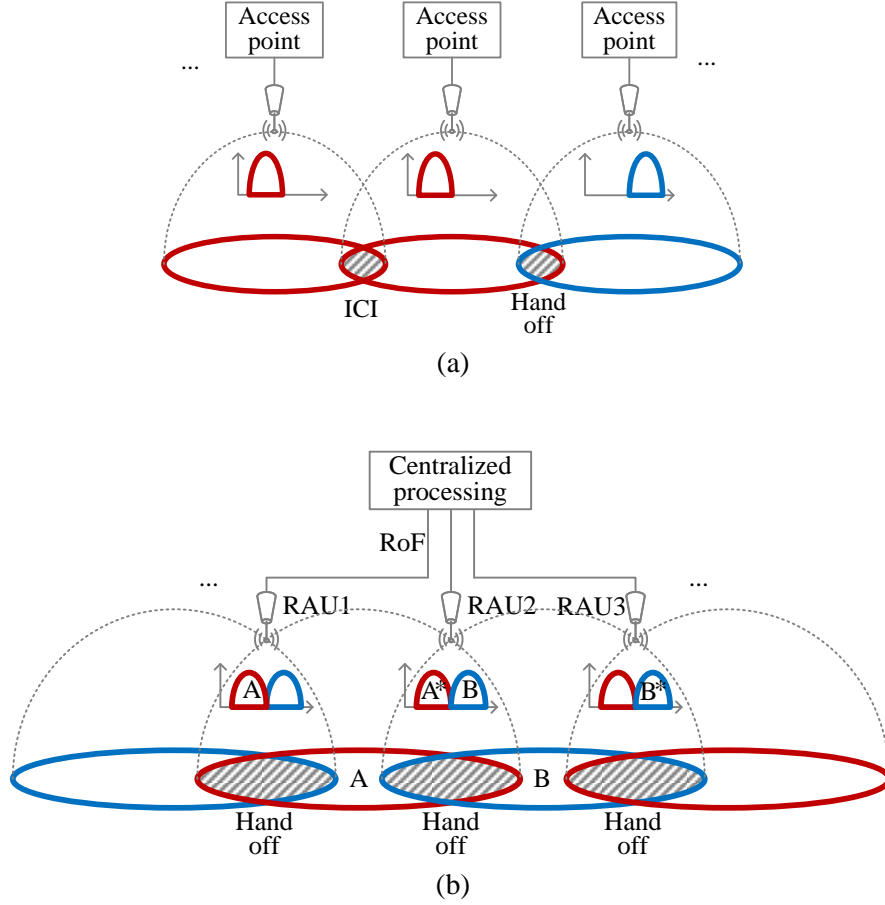 Access point
Access point
Access point
...
...
ICI
Hand off
(a)
Centralized processing
RoF
...
...
RAU1
RAU2
RAU3
A
A*
B
B*
A
B
Hand off
Hand off
Hand off
(b)